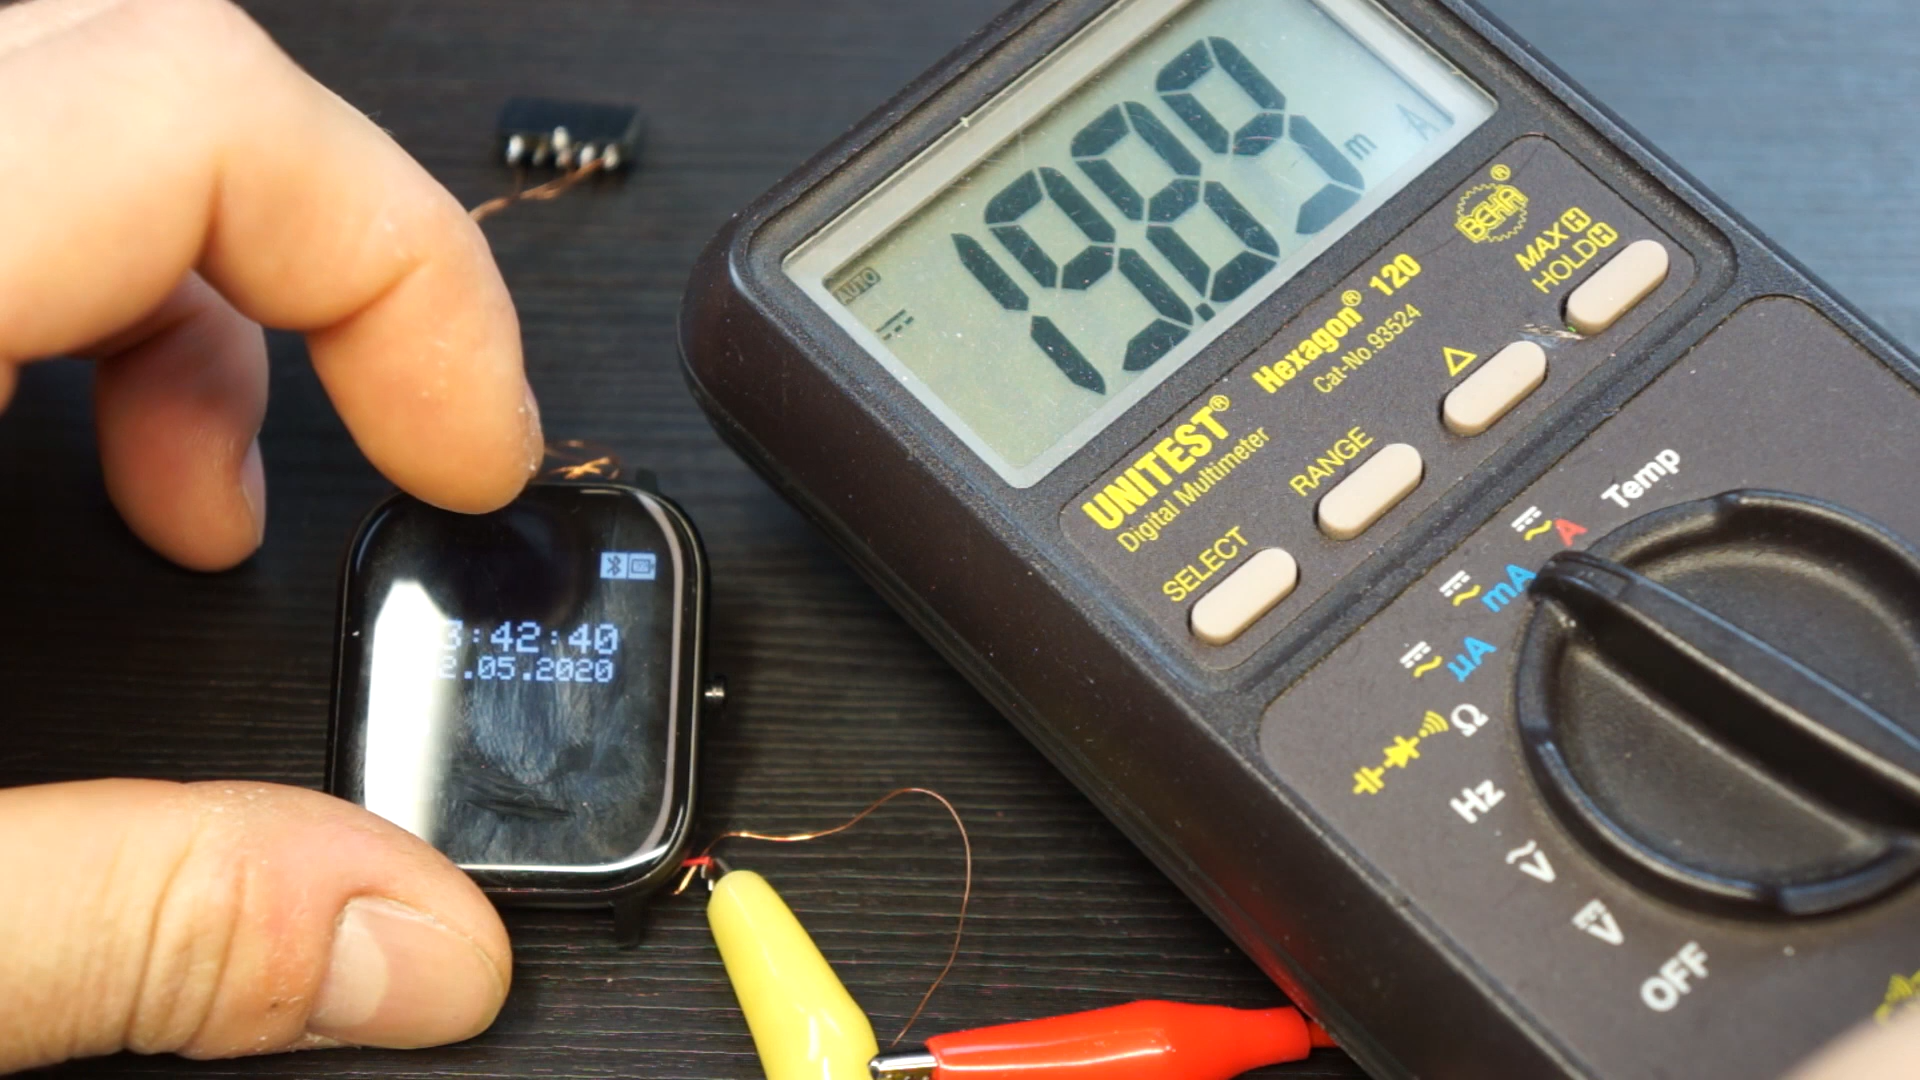 AUTO
19.89 m A
BEHA®
MAX H
HOLD H
UNITEST® Hexagon® 120
Digital Multimeter Cat-No.93524
SELECT
RANGE
Δ
Temp
A
mA
µA
Ω
Hz
V
V
OFF
3:42:40
2.05.2020